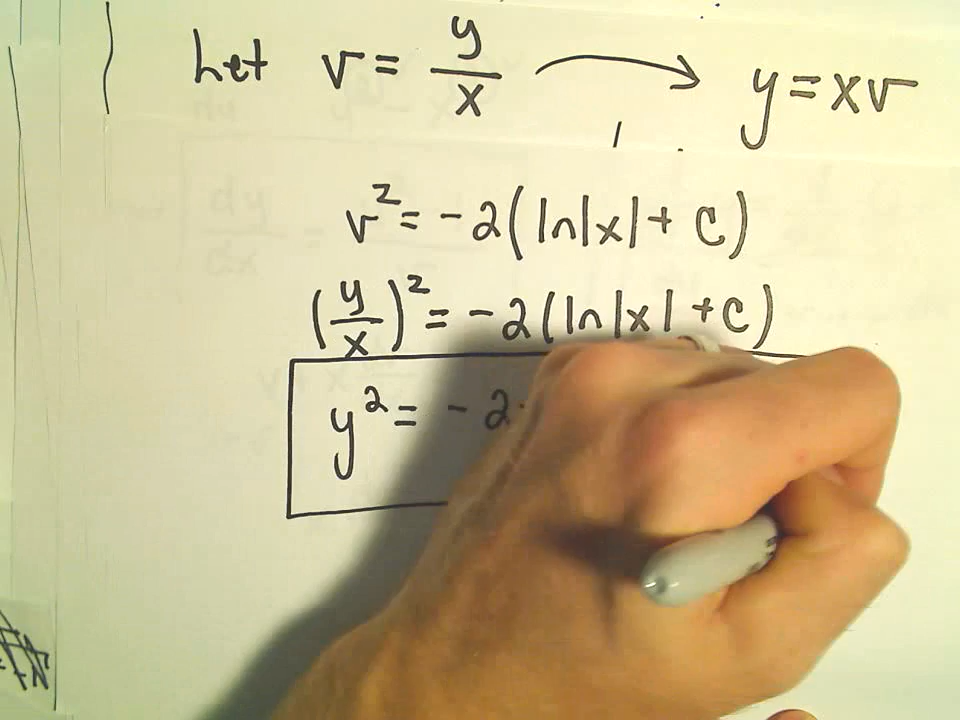 Let v = y/x → y = xv
v² = -2(ln|x| + C)
(y/x)² = -2(ln|x| + C)
y² = -2